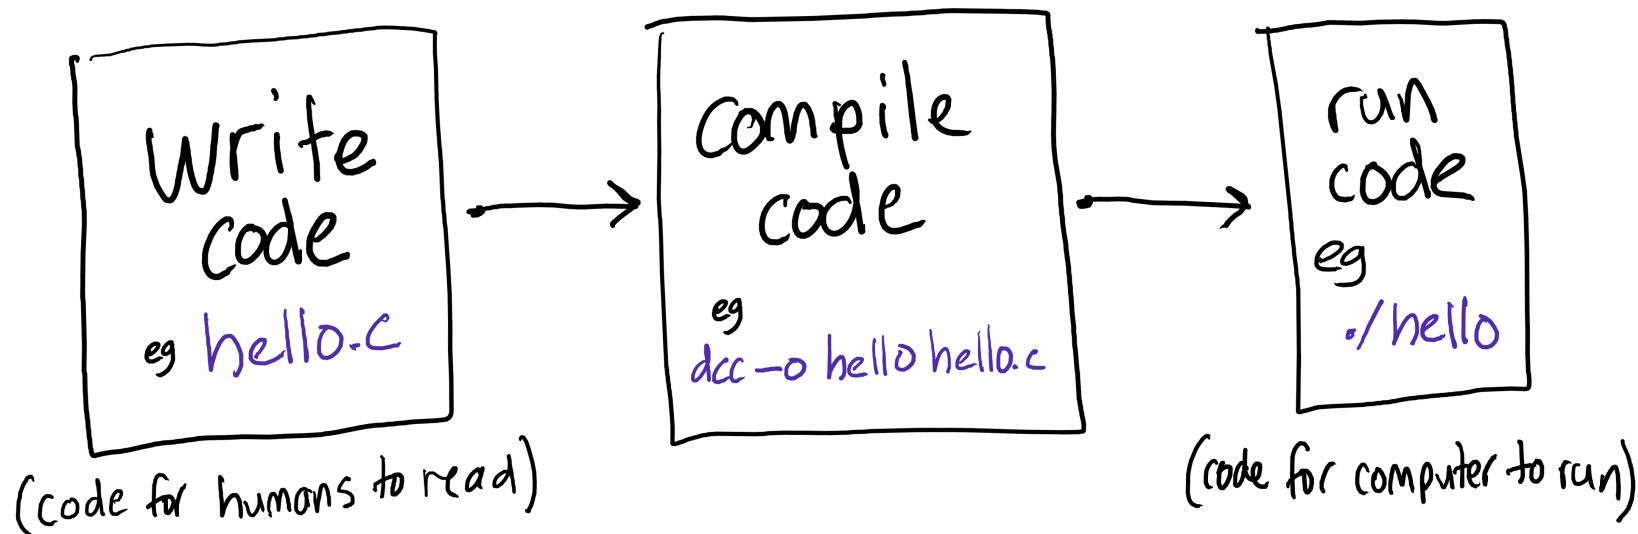 write
code
eg hello.c
(code for humans to read)
compile
code
eg
dcc -o hello hello.c
run
code
eg
./hello
(code for computer to run)